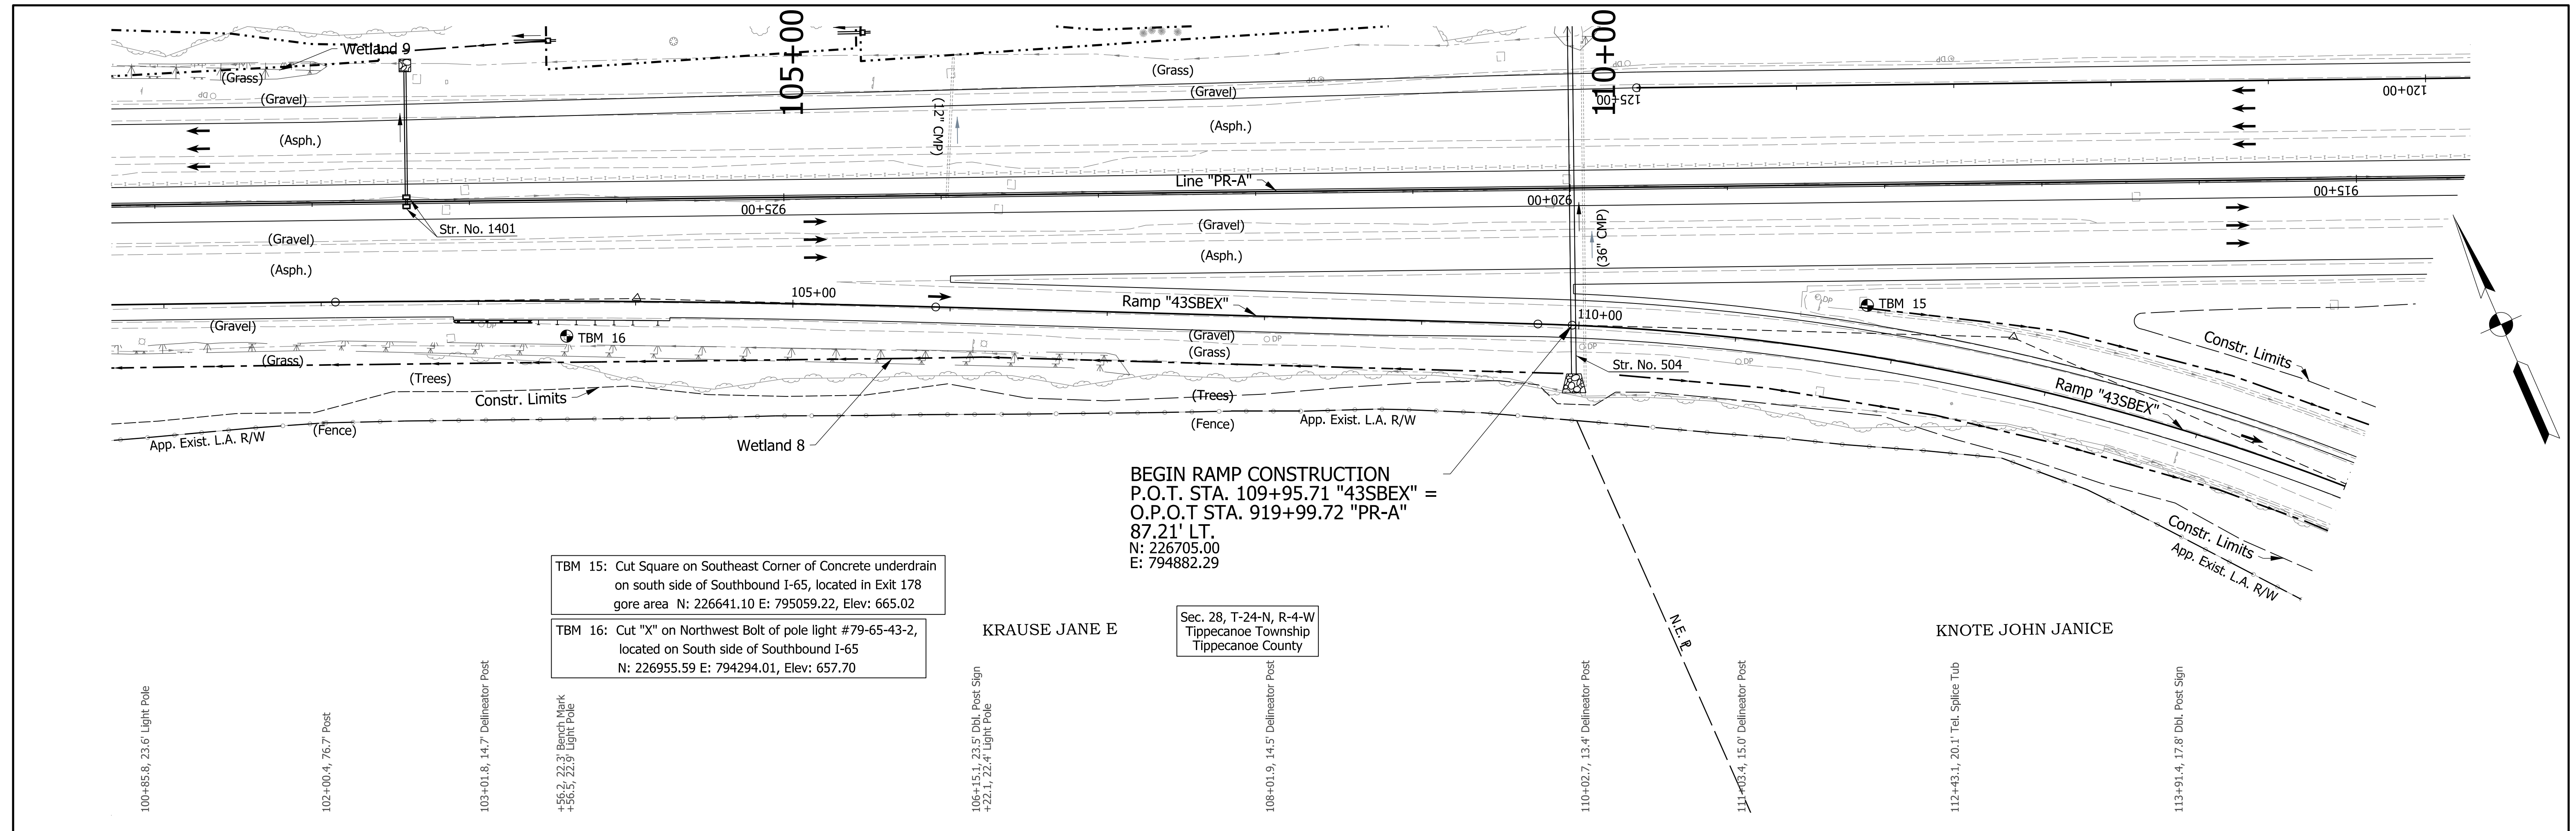 105+00
110+00
Wetland 9
(Grass)
(Gravel)
(Asph.)
DP
(12" CMP)
(Grass)
(Gravel)
(Asph.)
DP
125+00
DP
120+00
Line "PR-A"
925+00
920+00
915+00
Str. No. 1401
(Gravel)
(Asph.)
(Gravel)
(Asph.)
(36" CMP)
105+00
Ramp "43SBEX"
110+00
DP
TBM 15
(Gravel)
DP
TBM 16
(Gravel)
(Grass)
DP
DP
DP
Str. No. 504
Constr. Limits
Ramp "43SBEX"
(Grass)
(Trees)
Constr. Limits
(Trees)
(Fence)
App. Exist. L.A. R/W
(Fence)
App. Exist. L.A. R/W
Wetland 8
BEGIN RAMP CONSTRUCTION
P.O.T. STA. 109+95.71 "43SBEX" =
O.P.O.T STA. 919+99.72 "PR-A"
87.21' LT.
N: 226705.00
E: 794882.29
Constr. Limits
App. Exist. L.A. R/W
TBM 15: Cut Square on Southeast Corner of Concrete underdrain
on south side of Southbound I-65, located in Exit 178
gore area N: 226641.10 E: 795059.22, Elev: 665.02
TBM 16: Cut "X" on Northwest Bolt of pole light #79-65-43-2,
located on South side of Southbound I-65
N: 226955.59 E: 794294.01, Elev: 657.70
KRAUSE JANE E
Sec. 28, T-24-N, R-4-W
Tippecanoe Township
Tippecanoe County
N.E. PL
KNOTE JOHN JANICE
100+85.8, 23.6' Light Pole
102+00.4, 76.7' Post
103+01.8, 14.7' Delineator Post
+56.2, 22.3' Bench Mark
+56.5, 22.9' Light Pole
106+15.1, 23.5' Dbl. Post Sign
+22.1, 22.4' Light Pole
108+01.9, 14.5' Delineator Post
110+02.7, 13.4' Delineator Post
111+03.4, 15.0' Delineator Post
112+43.1, 20.1' Tel. Splice Tub
113+91.4, 17.8' Dbl. Post Sign